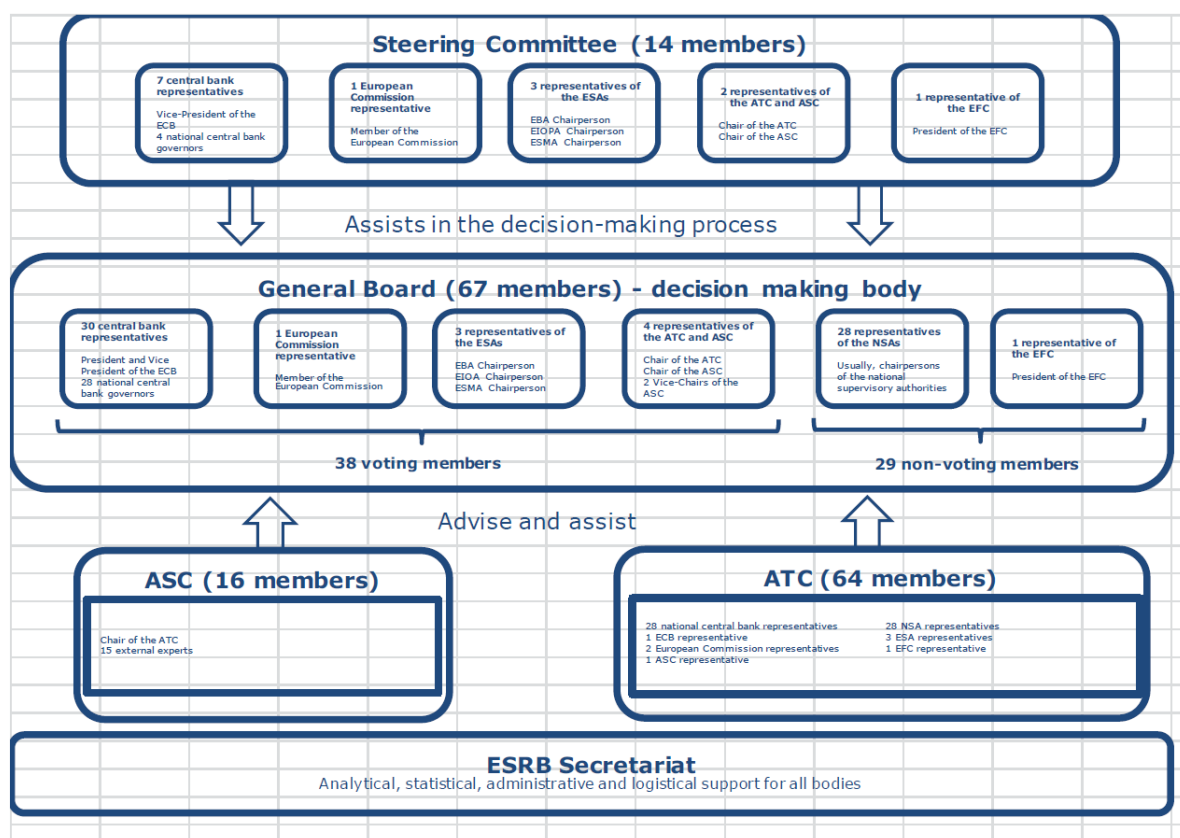 Steering Committee (14 members)
7 central bank
representatives
Vice-President of the
ECB
4 national central bank
governors
1 European
Commission
representative
Member of the
European Commission
3 representatives of
the ESAs
EBA Chairperson
EIOPA Chairperson
ESMA Chairperson
2 representatives of
the ATC and ASC
Chair of the ATC
Chair of the ASC
1 representative of
the EFC
President of the EFC
Assists in the decision-making process
General Board (67 members) - decision making body
30 central bank
representatives
President and Vice
President of the ECB
28 national central
bank governors
1 European
Commission
representative
Member of the
European Commission
3 representatives of
the ESAs
EBA Chairperson
EIOA Chairperson
ESMA Chairperson
4 representatives of
the ATC and ASC
Chair of the ATC
Chair of the ASC
2 Vice-Chairs of the
ASC
28 representatives
of the NSAs
Usually, chairpersons
of the national
supervisory authorities
1 representative of
the EFC
President of the EFC
38 voting members
29 non-voting members
Advise and assist
ASC (16 members)
Chair of the ATC
15 external experts
ATC (64 members)
28 national central bank representatives
1 ECB representative
2 European Commission representatives
1 ASC representative
28 NSA representatives
3 ESA representatives
1 EFC representative
ESRB Secretariat
Analytical, statistical, administrative and logistical support for all bodies